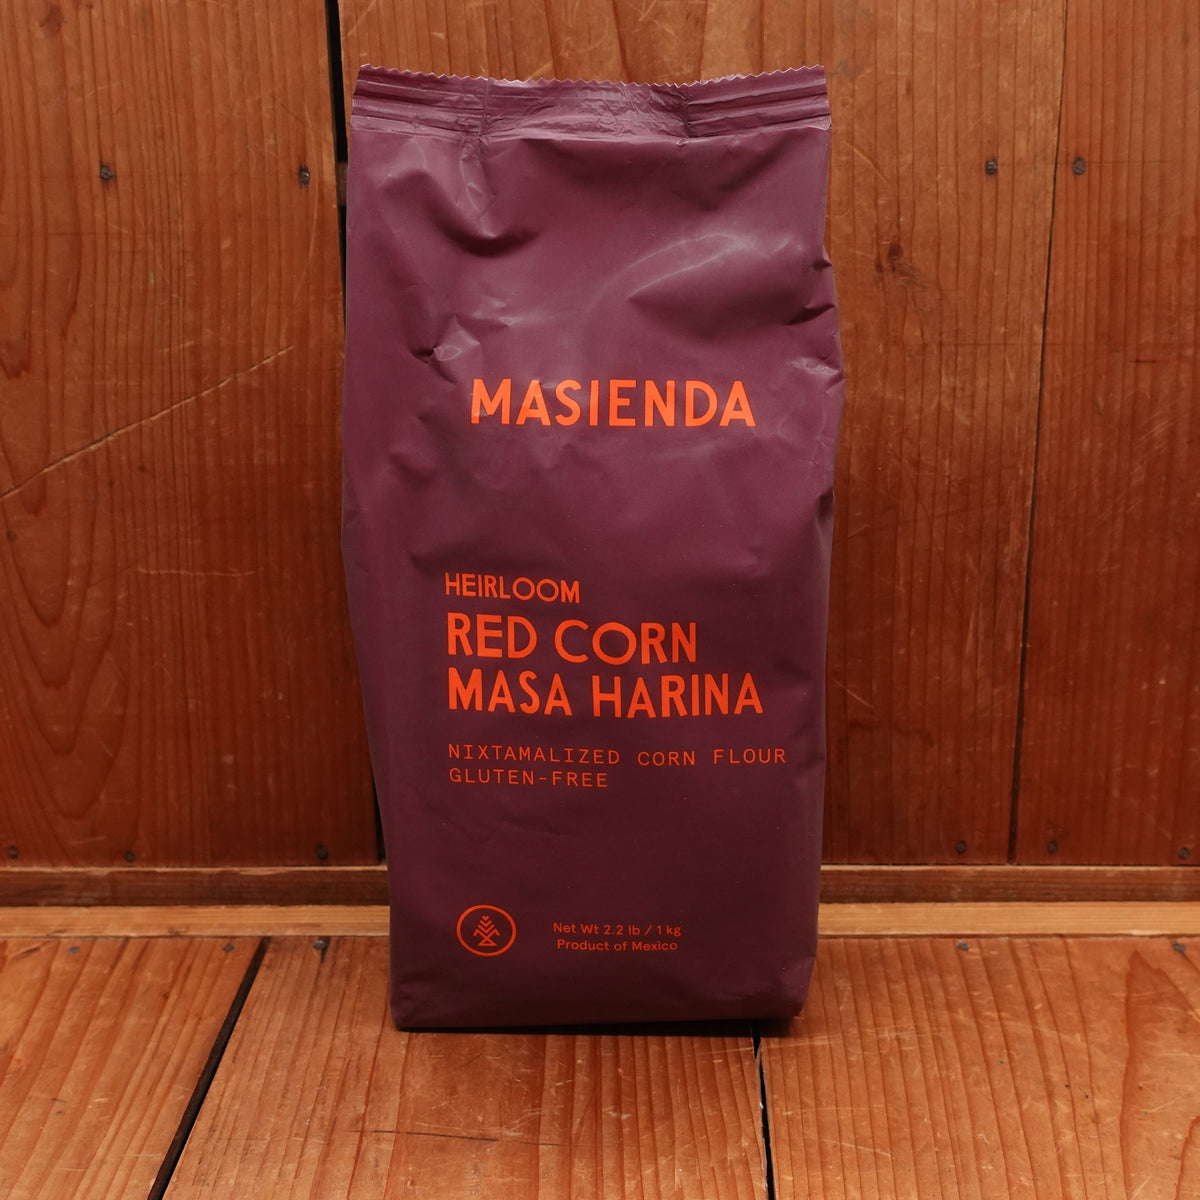 MASIENDA
HEIRLOOM
RED CORN
MASA HARINA
NIXTAMALIZED CORN FLOUR
GLUTEN-FREE
Net Wt 2.2 lb / 1 kg
Product of Mexico